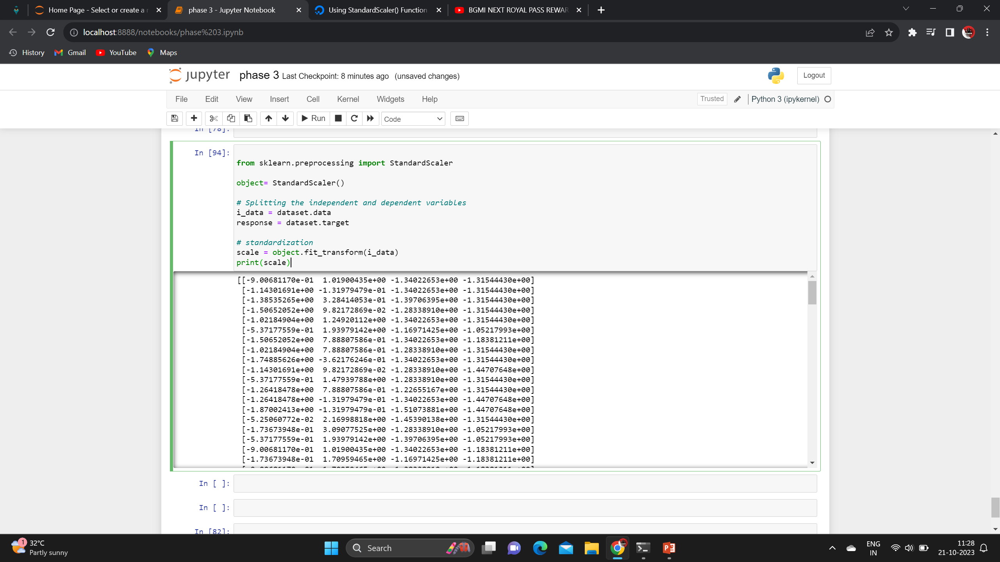 Home Page - Select or create a n
phase 3 - Jupyter Notebook
Using StandardScaler() Function
BGMI NEXT ROYAL PASS REWAR
localhost:8888/notebooks/phase%203.ipynb
History
Gmail
YouTube
Maps
jupyter
phase 3 Last Checkpoint: 8 minutes ago (unsaved changes)
Logout
File
Edit
View
Insert
Cell
Kernel
Widgets
Help
Trusted
Python 3 (ipykernel)
Run
Code
In [78]:
In [94]:
from sklearn.preprocessing import StandardScaler
object= StandardScaler()
# Splitting the independent and dependent variables
i_data = dataset.data
response = dataset.target
# standardization
scale = object.fit_transform(i_data)
print(scale)
[[-9.00681170e-01  1.01900435e+00 -1.34022653e+00 -1.31544430e+00]
[-1.14301691e+00 -1.31979479e-01 -1.34022653e+00 -1.31544430e+00]
[-1.38535265e+00  3.28414053e-01 -1.39706395e+00 -1.31544430e+00]
[-1.50652052e+00  9.82172869e-02 -1.28338910e+00 -1.31544430e+00]
[-1.02184904e+00  1.24920112e+00 -1.34022653e+00 -1.31544430e+00]
[-5.37177559e-01  1.93979142e+00 -1.16971425e+00 -1.05217993e+00]
[-1.50652052e+00  7.88807586e-01 -1.34022653e+00 -1.18381211e+00]
[-1.02184904e+00  7.88807586e-01 -1.28338910e+00 -1.31544430e+00]
[-1.74885626e+00 -3.62176246e-01 -1.34022653e+00 -1.31544430e+00]
[-1.14301691e+00  9.82172869e-02 -1.28338910e+00 -1.44707648e+00]
[-5.37177559e-01  1.47939788e+00 -1.28338910e+00 -1.31544430e+00]
[-1.26418478e+00  7.88807586e-01 -1.22655167e+00 -1.31544430e+00]
[-1.26418478e+00 -1.31979479e-01 -1.34022653e+00 -1.44707648e+00]
[-1.87002413e+00 -1.31979479e-01 -1.51073881e+00 -1.44707648e+00]
[-5.25060772e-02  2.16998818e+00 -1.45390138e+00 -1.31544430e+00]
[-1.73673948e-01  3.09077525e+00 -1.28338910e+00 -1.05217993e+00]
[-5.37177559e-01  1.93979142e+00 -1.39706395e+00 -1.05217993e+00]
[-9.00681170e-01  1.01900435e+00 -1.34022653e+00 -1.18381211e+00]
[-1.73673948e-01  1.70959465e+00 -1.16971425e+00 -1.18381211e+00]
In [ ]:
In [ ]:
In [82]:
1
32°C
Partly sunny
Search
ENG
IN
11:28
21-10-2023